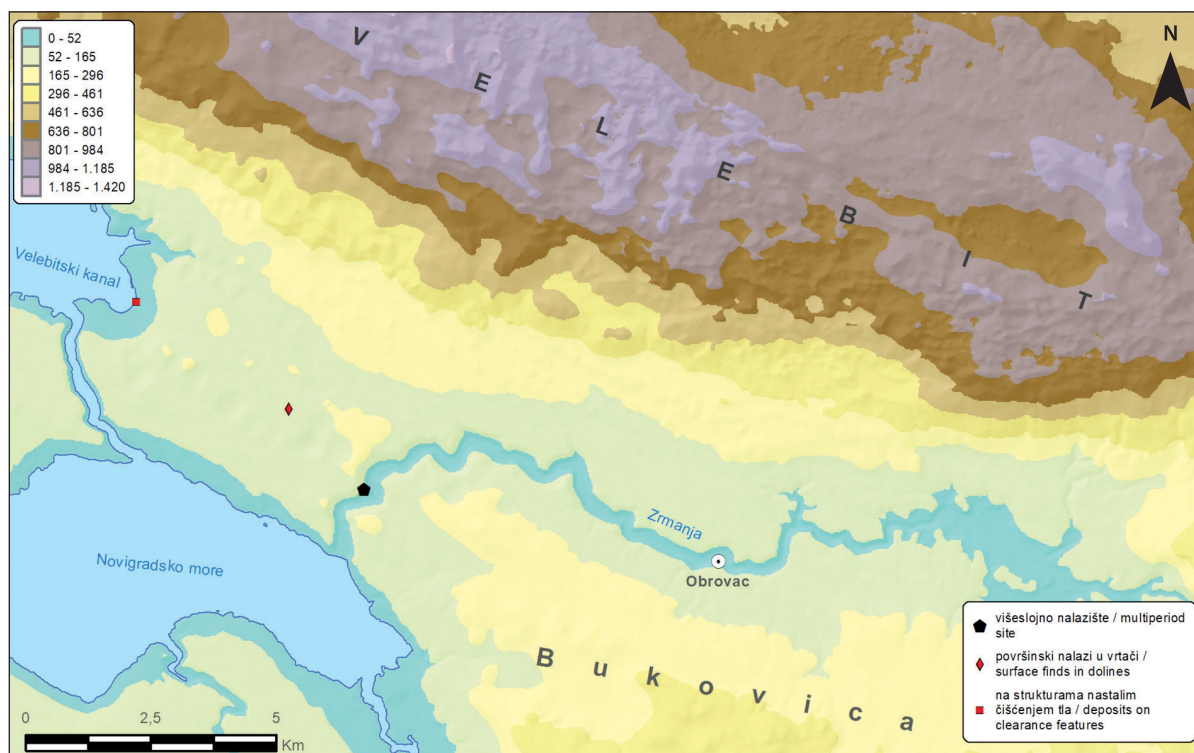 0 - 52
52 - 165
165 - 296
296 - 461
461 - 636
636 - 801
801 - 984
984 - 1.185
1.185 - 1.420
VELEBIT
N
Velebitski kanal
Zrmanja
Obrovac
Novigradsko more
Bukovica
višeslojno nalazište / multiperiod
site
površinski nalazi u vrtači /
surface finds in dolines
na strukturama nastalim
čišćenjem tla / deposits on
clearance features
0 2,5 5
Km